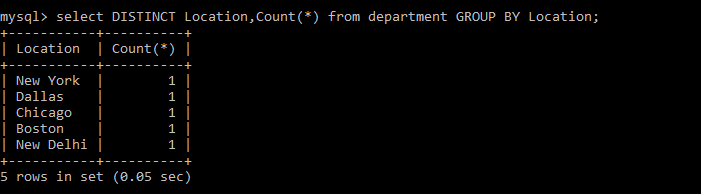 mysql> select DISTINCT Location,Count(*) from department GROUP BY Location;
+-----------+----------+
| Location  | Count(*) |
+-----------+----------+
| New York  |        1 |
| Dallas    |        1 |
| Chicago   |        1 |
| Boston    |        1 |
| New Delhi |        1 |
+-----------+----------+
5 rows in set (0.05 sec)